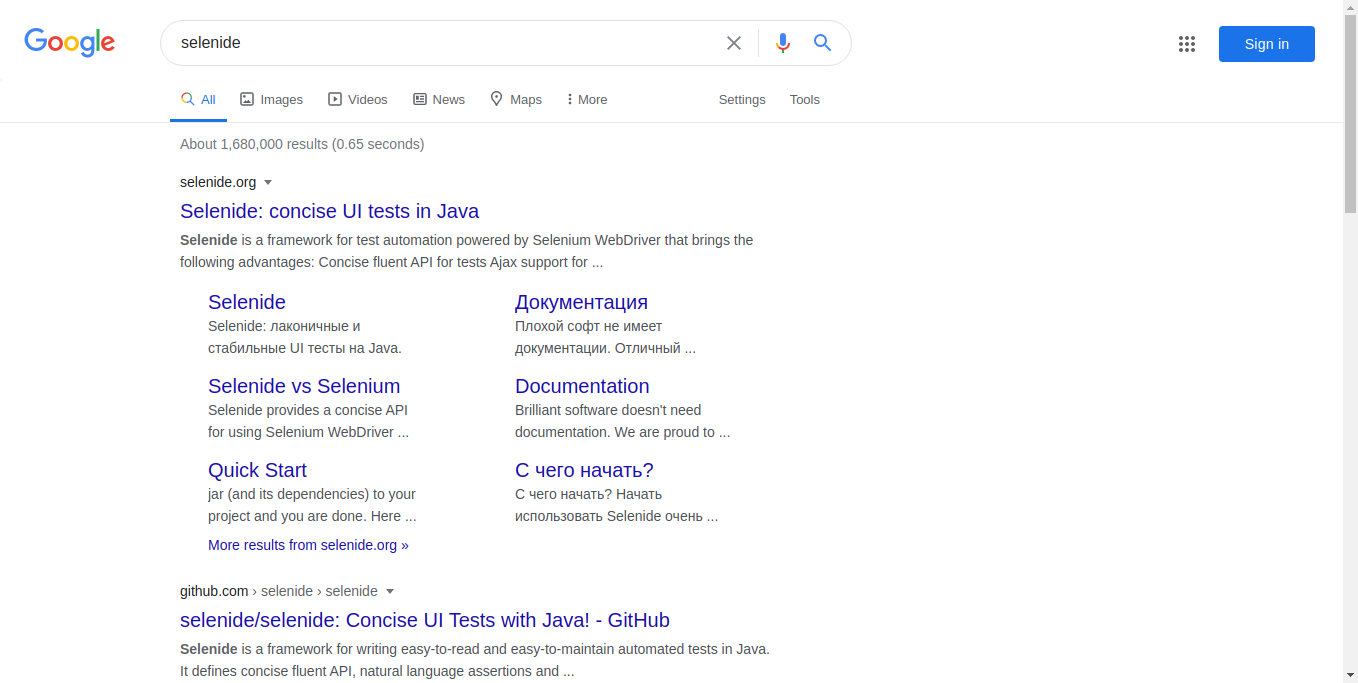 Google
selenide
Sign in
All Images Videos News Maps More Settings Tools
About 1,680,000 results (0.65 seconds)
selenide.org
Selenide: concise UI tests in Java
Selenide is a framework for test automation powered by Selenium WebDriver that brings the
following advantages: Concise fluent API for tests Ajax support for ...
Selenide
Selenide: лаконичные и
стабильные UI тесты на Java.
Документация
Плохой софт не имеет
документации. Отличный ...
Selenide vs Selenium
Selenide provides a concise API
for using Selenium WebDriver ...
Documentation
Brilliant software doesn't need
documentation. We are proud to ...
Quick Start
jar (and its dependencies) to your
project and you are done. Here ...
С чего начать?
С чего начать? Начать
использовать Selenide очень ...
More results from selenide.org »
github.com › selenide › selenide
selenide/selenide: Concise UI Tests with Java! - GitHub
Selenide is a framework for writing easy-to-read and easy-to-maintain automated tests in Java.
It defines concise fluent API, natural language assertions and ...